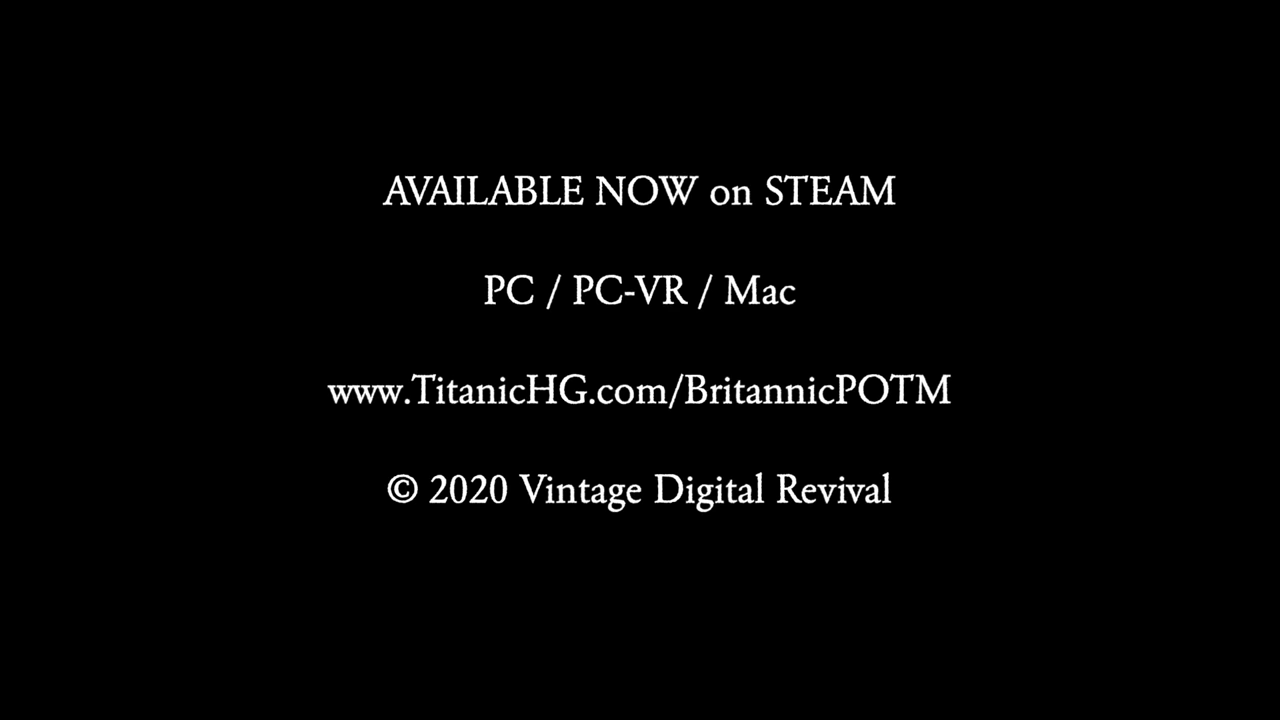 AVAILABLE NOW on STEAM
PC / PC-VR / Mac
www.TitanicHG.com/BritannicPOTM
© 2020 Vintage Digital Revival